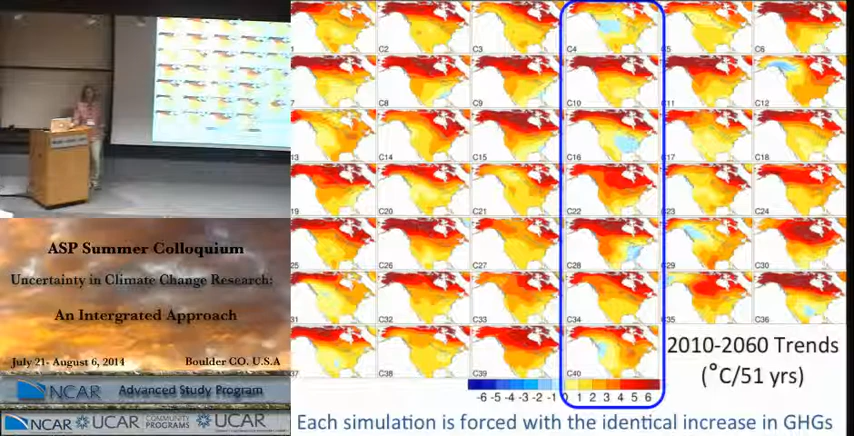 C2
C3
C4
C6
C8
C9
C10
C12
C14
C15
C16
C18
C20
C21
C22
C24
C26
C27
C28
C30
C32
C33
C34
C36
C38
C39
C40
-6 -5 -4 -3 -2 -1 0 1 2 3 4 5 6
2010-2060 Trends
(°C/51 yrs)
Each simulation is forced with the identical increase in GHGs
ASP Summer Colloquium
Uncertainty in Climate Change Research:
An Intergrated Approach
July 21- August 6, 2014 Boulder CO. U.S.A
NCAR Advanced Study Program
NCAR UCAR COMMUNITY PROGRAMS UCAR